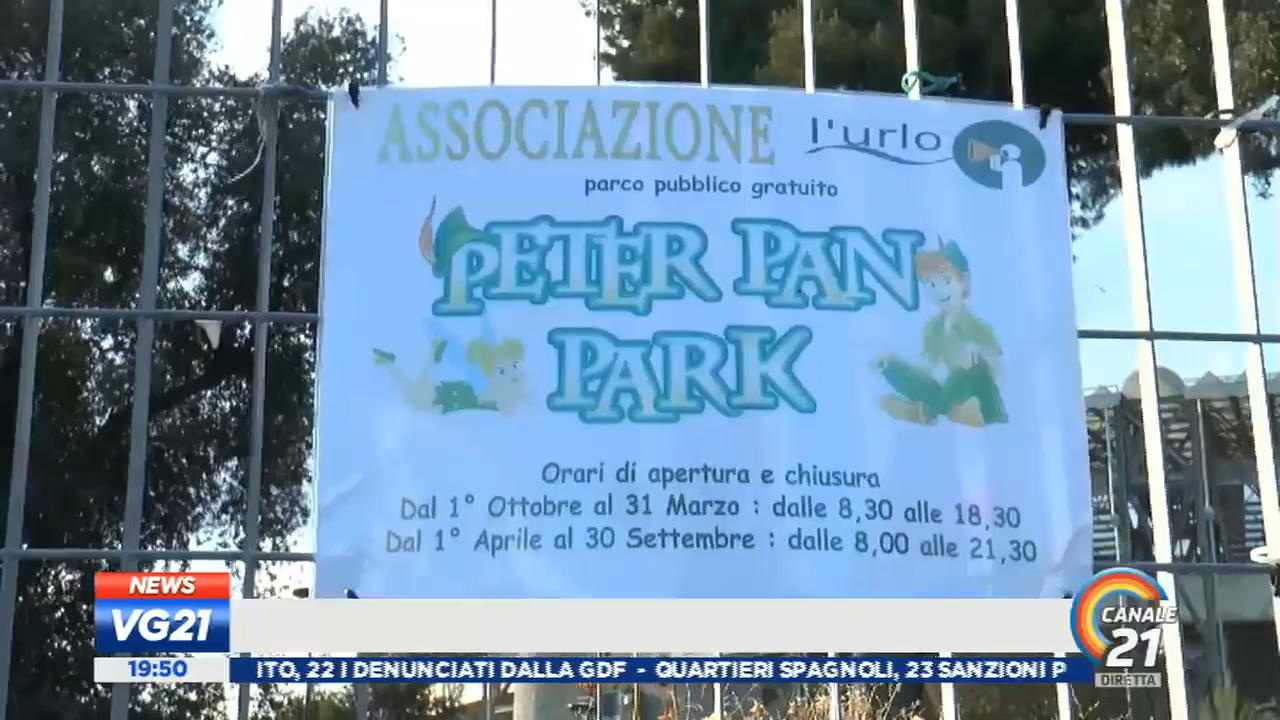 ASSOCIAZIONE l'urlo
parco pubblico gratuito
PETER PAN
PARK
Orari di apertura e chiusura
Dal 1° Ottobre al 31 Marzo : dalle 8,30 alle 18,30
Dal 1° Aprile al 30 Settembre : dalle 8,00 alle 21,30
NEWS
VG21
CANALE
21
DIRETTA
19:50
ITO, 22 I DENUNCIATI DALLA GDF - QUARTIERI SPAGNOLI, 23 SANZIONI P